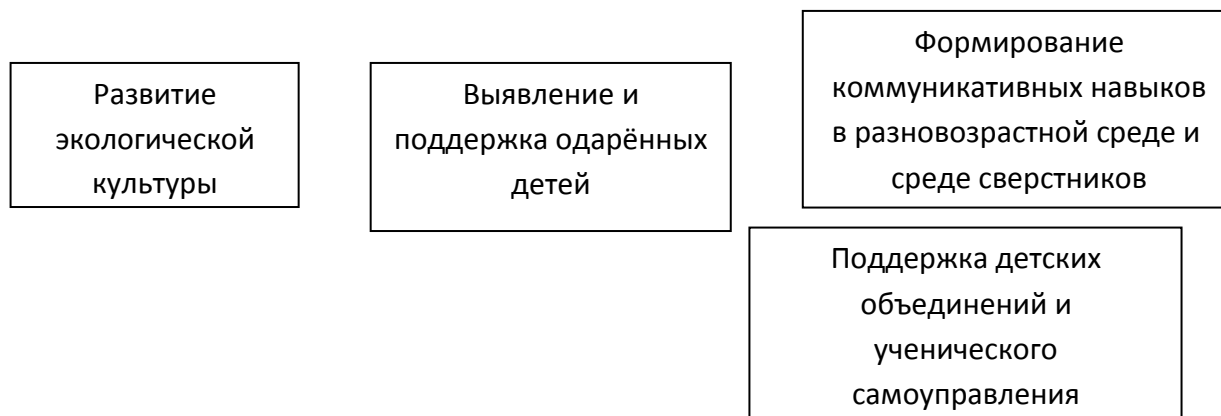 Развитие
экологической
культуры
Выявление и
поддержка одарённых
детей
Формирование
коммуникативных навыков
в разновозрастной среде и
среде сверстников
Поддержка детских
объединений и
ученического
самоуправления